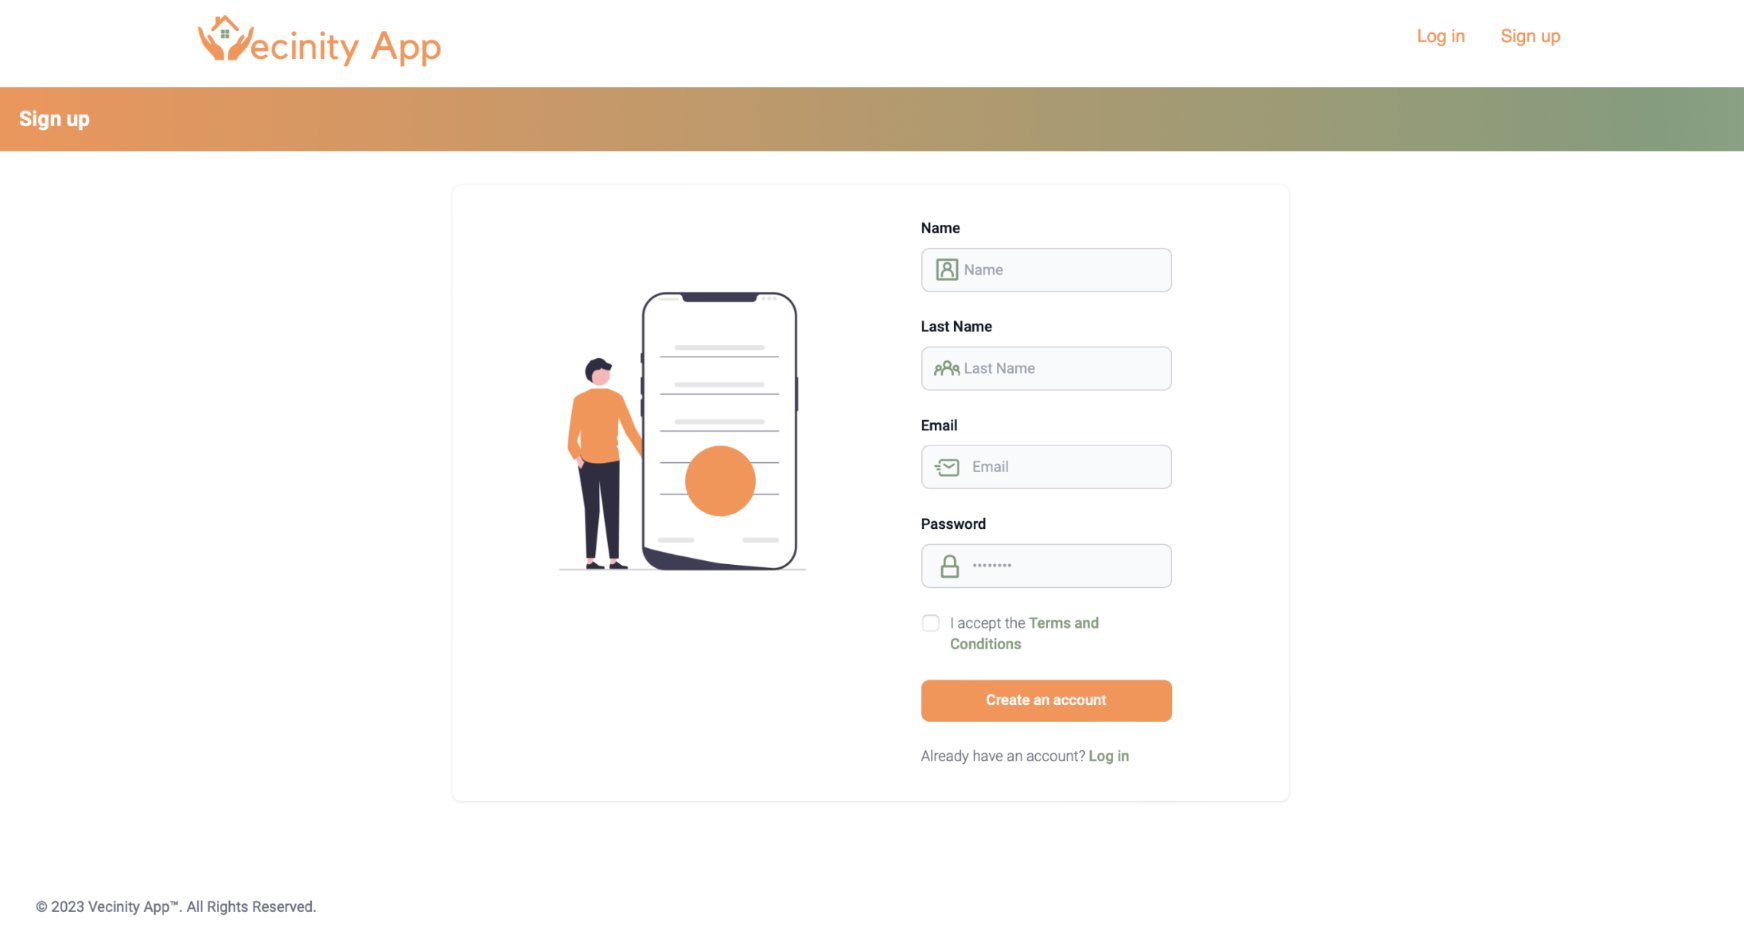 Vecinity App
Log in
Sign up
Sign up
Name
Name
Last Name
Last Name
Email
Email
Password
••••••••
I accept the Terms and
Conditions
Create an account
Already have an account? Log in
© 2023 Vecinity App™. All Rights Reserved.